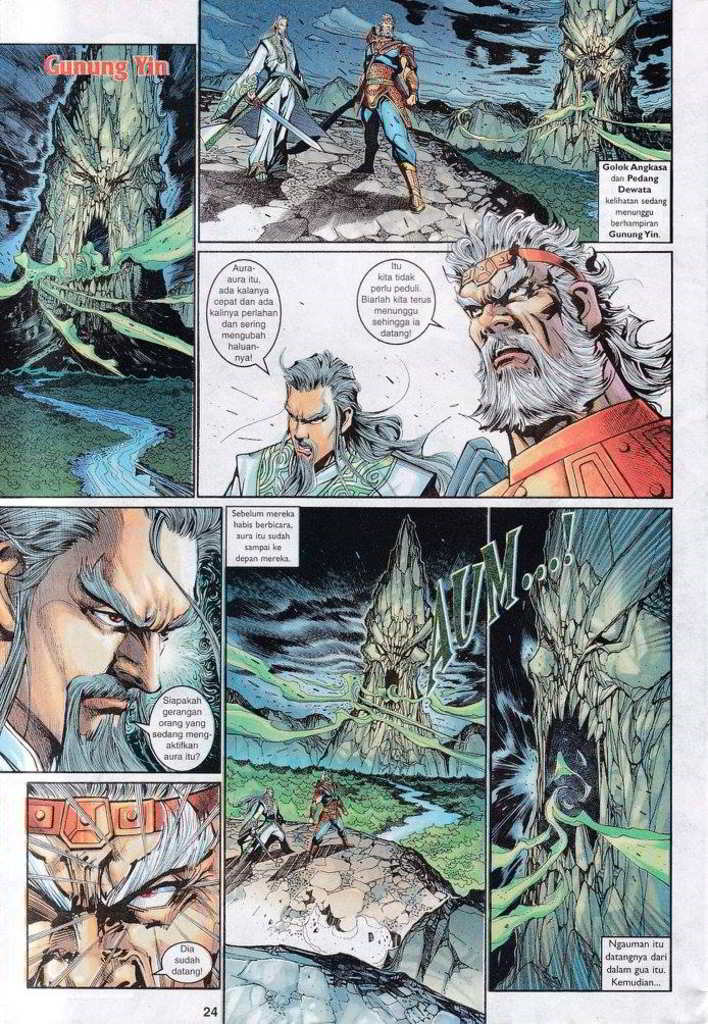 Gunung Yin
Golok Angkasa
dan Pedang
Dewata
kelihatan sedang
menunggu
berhampiran
Gunung Yin.
Aura-
aura itu,
ada kalanya
cepat dan ada
kalinya perlahan
dan sering
mengubah
haluan-
nya!
Itu
kita tidak
perlu peduli.
Biarlah kita terus
menunggu
sehingga ia
datang!
Siapakah
gerangan
orang yang
sedang meng-
aktifkan
aura itu?
Sebelum mereka
habis berbicara,
aura itu sudah
sampai ke
depan mereka.
AUM...!
Dia
sudah
datang!
Ngauman itu
datangnya dari
dalam gua itu.
Kemudian...
24